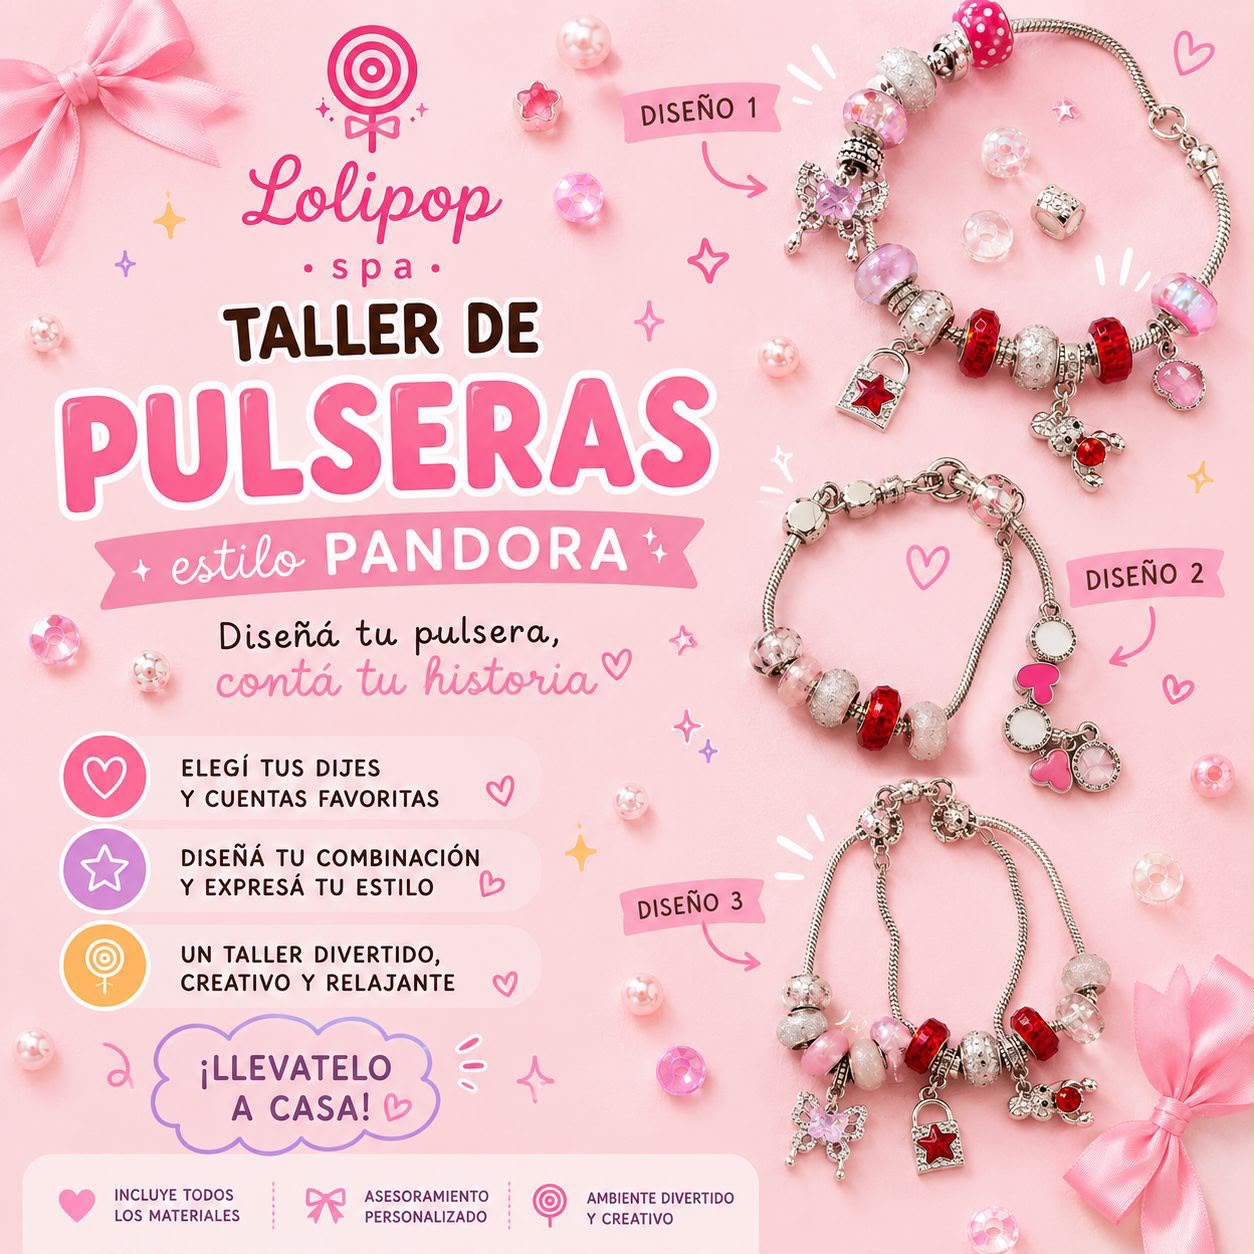 Lolipop
• spa •
TALLER DE
PULSERAS
estilo PANDORA
Diseñá tu pulsera,
contá tu historia
ELEGÍ TUS DIJES
Y CUENTAS FAVORITAS
DISEÑÁ TU COMBINACIÓN
Y EXPRESÁ TU ESTILO
UN TALLER DIVERTIDO,
CREATIVO Y RELAJANTE
¡LLEVATELO
A CASA!
DISEÑO 1
DISEÑO 2
DISEÑO 3
INCLUYE TODOS
LOS MATERIALES
ASESORAMIENTO
PERSONALIZADO
AMBIENTE DIVERTIDO
Y CREATIVO